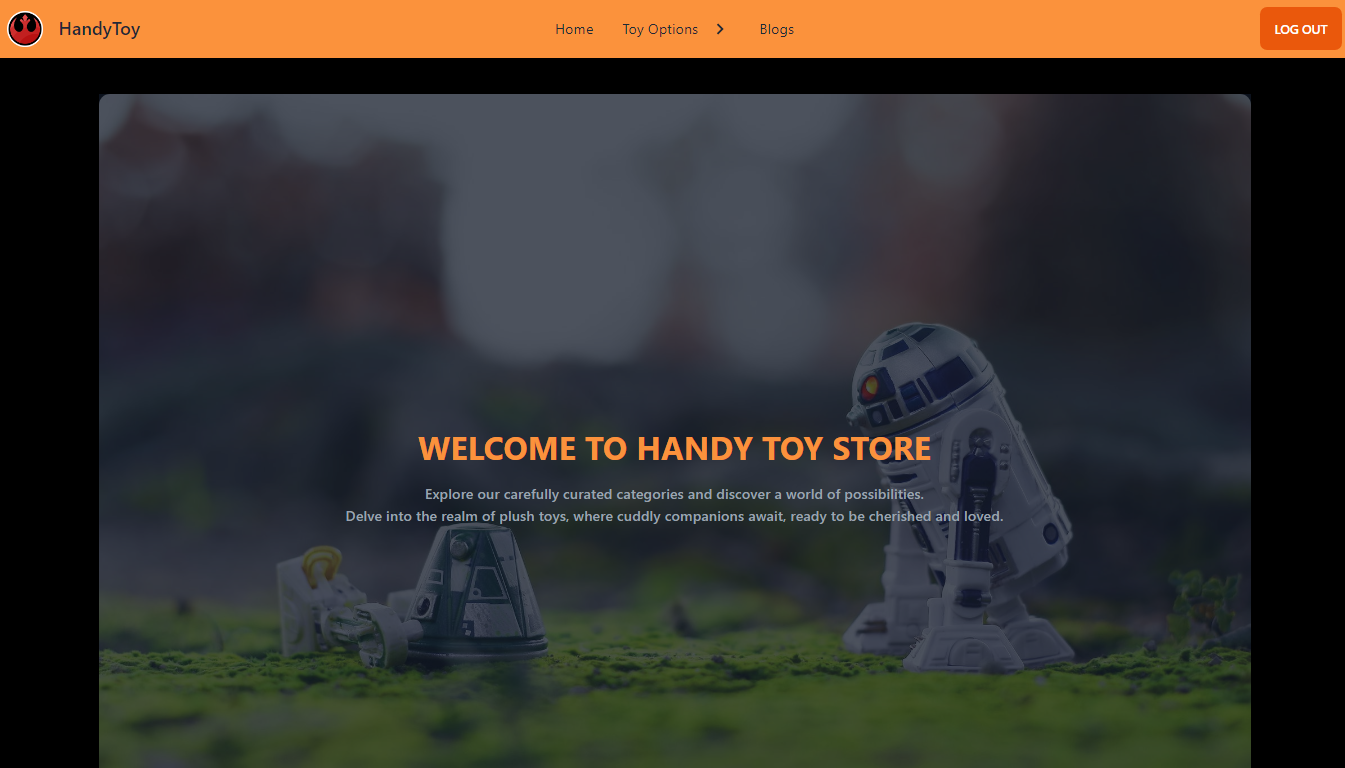 HandyToy
Home
Toy Options
Blogs
LOG OUT
WELCOME TO HANDY TOY STORE
Explore our carefully curated categories and discover a world of possibilities.
Delve into the realm of plush toys, where cuddly companions await, ready to be cherished and loved.